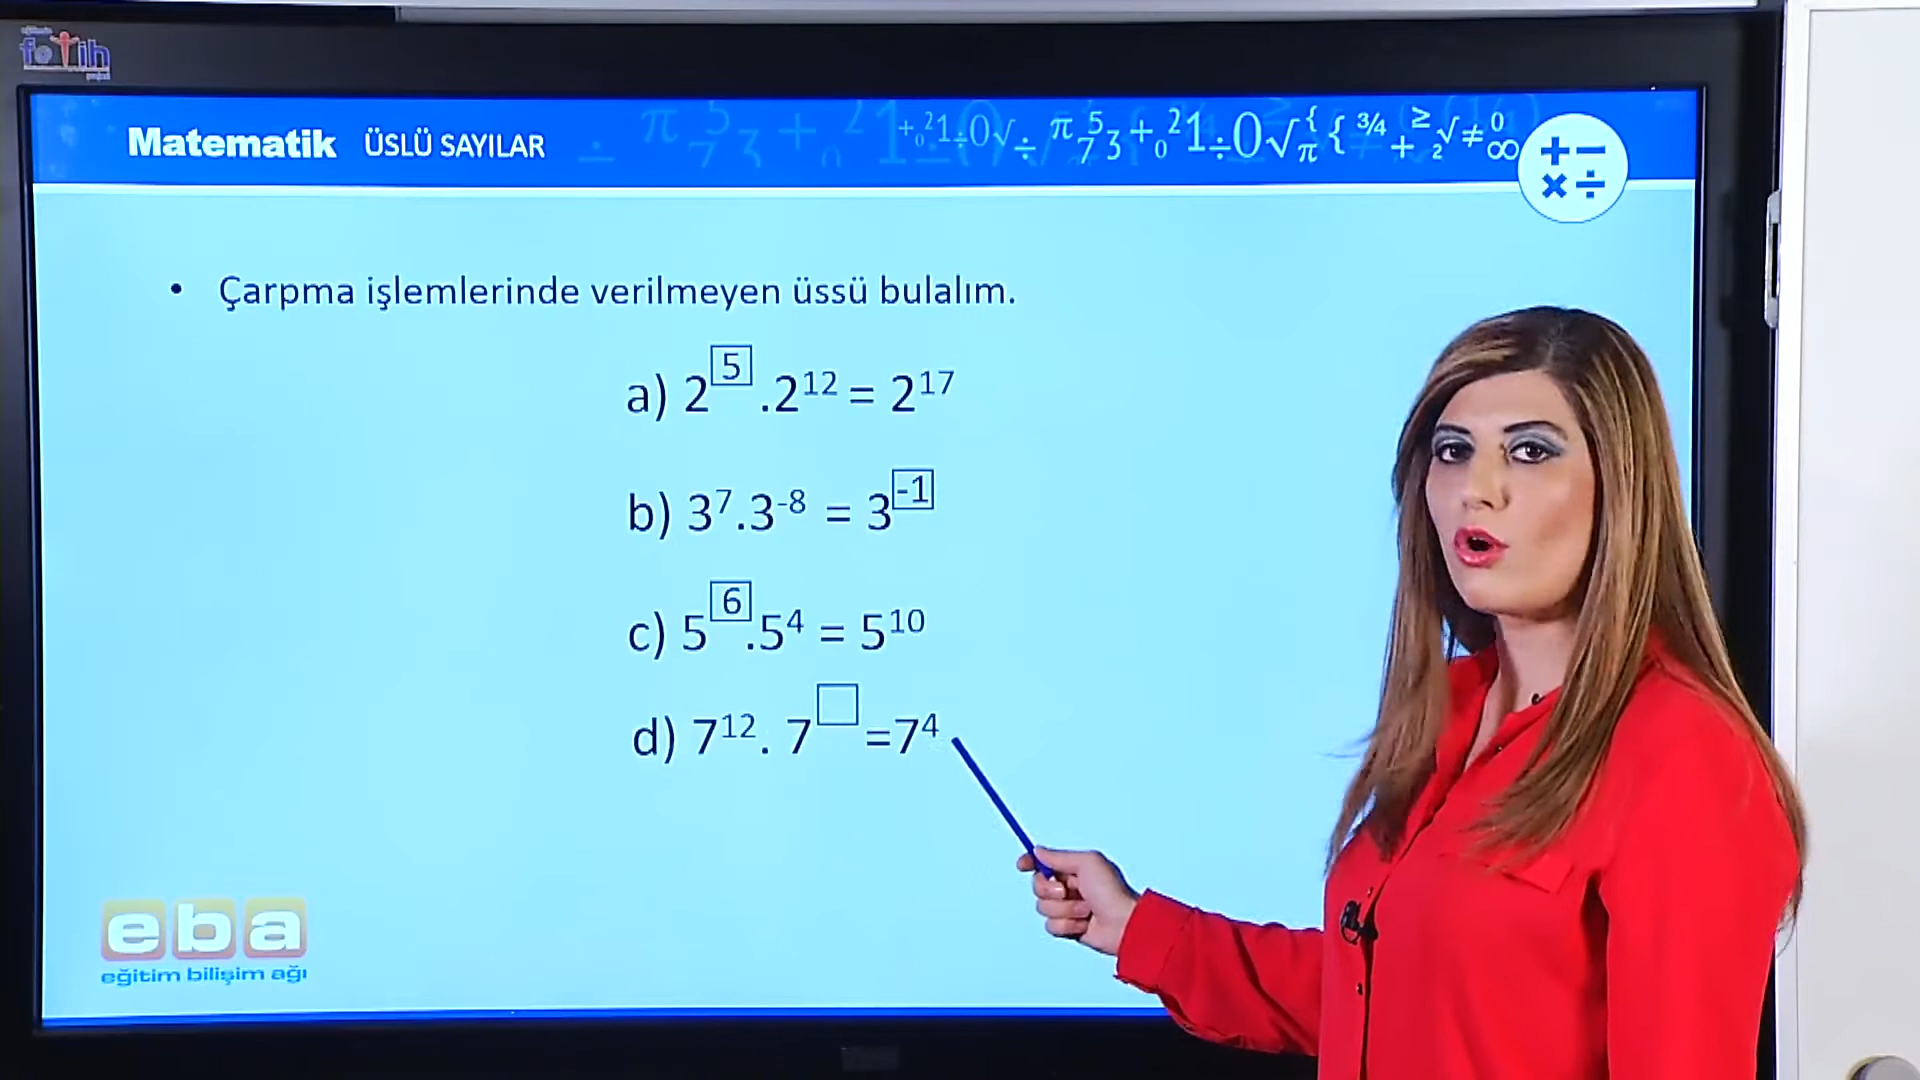 fatih
Matematik ÜSLÜ SAYILAR
• Çarpma işlemlerinde verilmeyen üssü bulalım.
a) 2⁵ .2¹² = 2¹⁷
b) 3⁷.3⁻⁸ = 3⁻¹
c) 5⁶.5⁴ = 5¹⁰
d) 7¹². 7□ =7⁴
eba
eğitim bilişim ağı